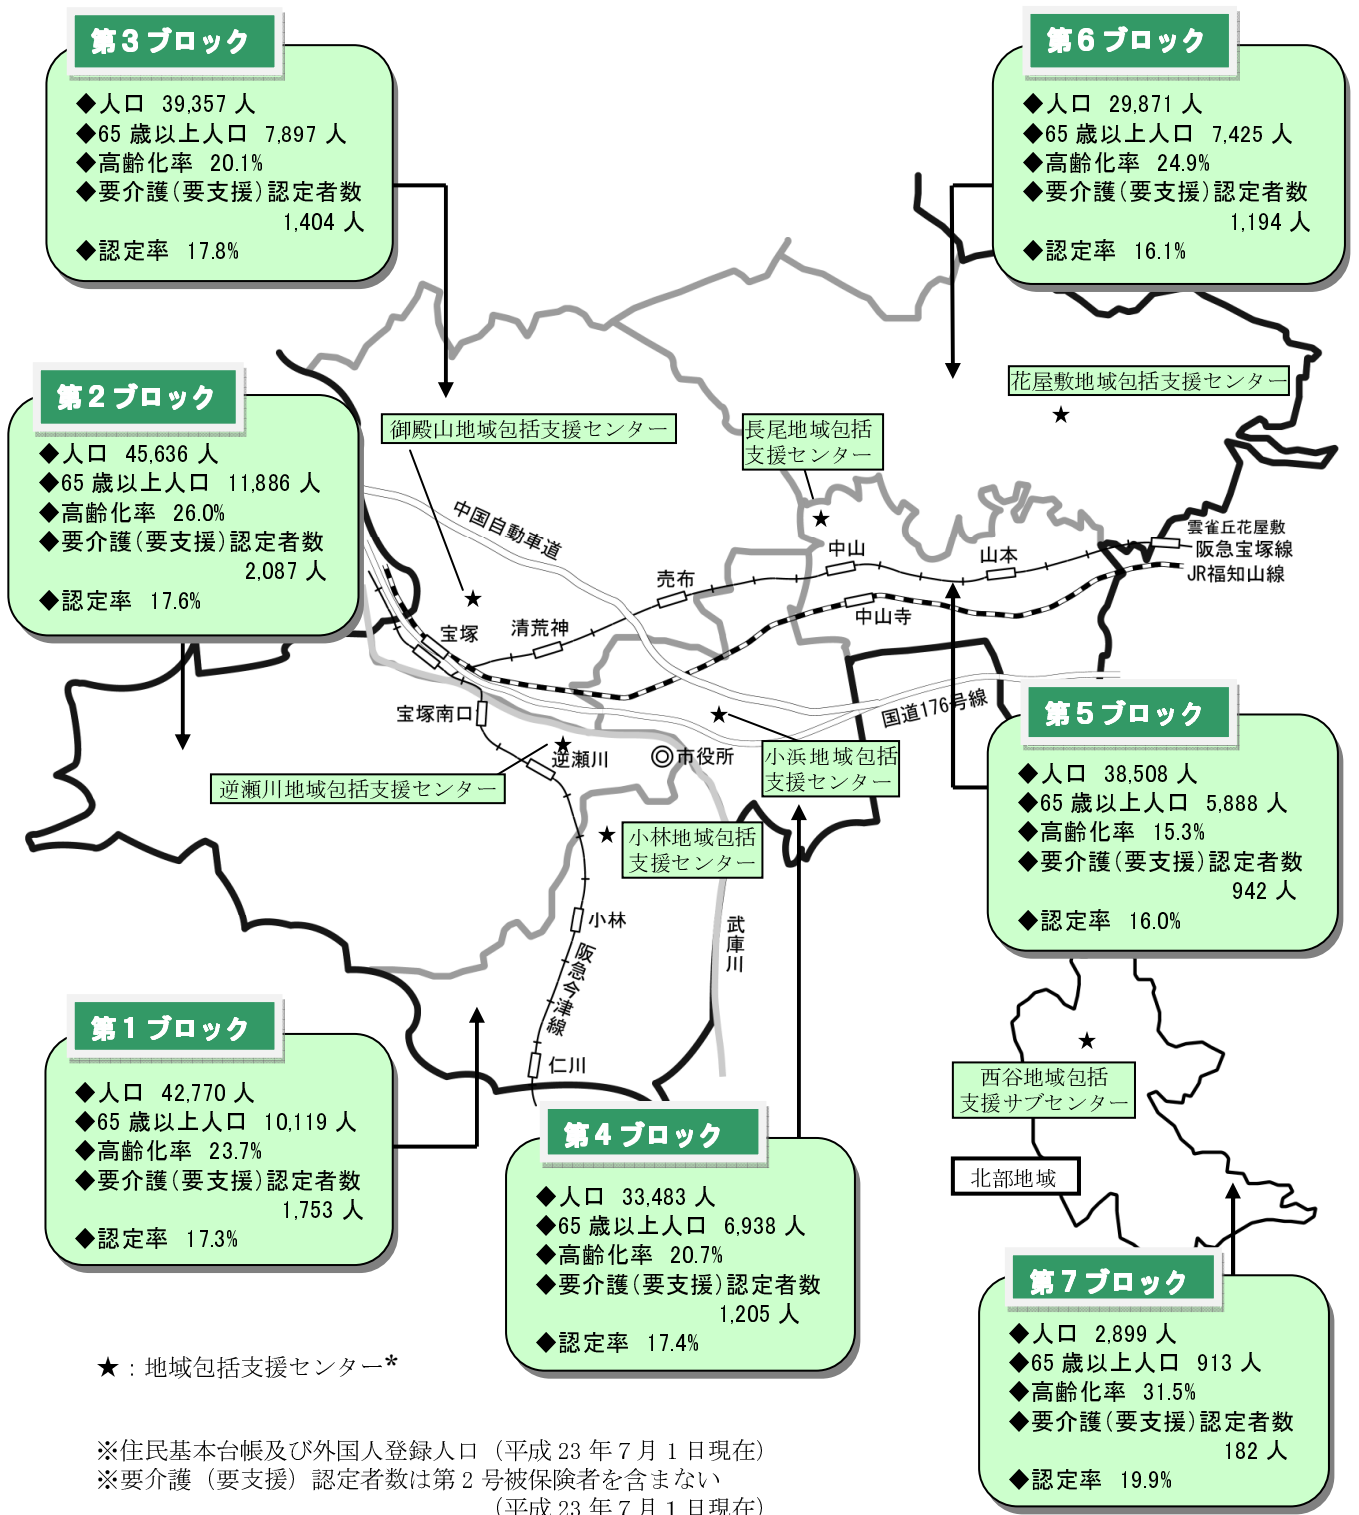 第３ブロック
◆人口 39,357 人
◆65 歳以上人口 7,897 人
◆高齢化率 20.1%
◆要介護(要支援)認定者数
1,404 人
◆認定率 17.8%
第６ブロック
◆人口 29,871 人
◆65 歳以上人口 7,425 人
◆高齢化率 24.9%
◆要介護(要支援)認定者数
1,194 人
◆認定率 16.1%
第２ブロック
◆人口 45,636 人
◆65 歳以上人口 11,886 人
◆高齢化率 26.0%
◆要介護(要支援)認定者数
2,087 人
◆認定率 17.6%
花屋敷地域包括支援センター
★
御殿山地域包括支援センター
長尾地域包括
支援センター
★
中国自動車道
★
雲雀丘花屋敷
阪急宝塚線
JR福知山線
中山
山本
売布
中山寺
清荒神
宝塚
宝塚南口
国道176号線
★
★
逆瀬川
◎市役所
小浜地域包括
支援センター
逆瀬川地域包括支援センター
★
小林地域包括
支援センター
小林
武庫川
阪急今津線
仁川
第５ブロック
◆人口 38,508 人
◆65 歳以上人口 5,888 人
◆高齢化率 15.3%
◆要介護(要支援)認定者数
942 人
◆認定率 16.0%
第１ブロック
◆人口 42,770 人
◆65 歳以上人口 10,119 人
◆高齢化率 23.7%
◆要介護(要支援)認定者数
1,753 人
◆認定率 17.3%
★
西谷地域包括
支援サブセンター
北部地域
第４ブロック
◆人口 33,483 人
◆65 歳以上人口 6,938 人
◆高齢化率 20.7%
◆要介護(要支援)認定者数
1,205 人
◆認定率 17.4%
第７ブロック
◆人口 2,899 人
◆65 歳以上人口 913 人
◆高齢化率 31.5%
◆要介護(要支援)認定者数
182 人
◆認定率 19.9%
★：地域包括支援センター*
※住民基本台帳及び外国人登録人口（平成 23 年７月１日現在）
※要介護（要支援）認定者数は第２号被保険者を含まない
（平成 23 年７月１日現在）